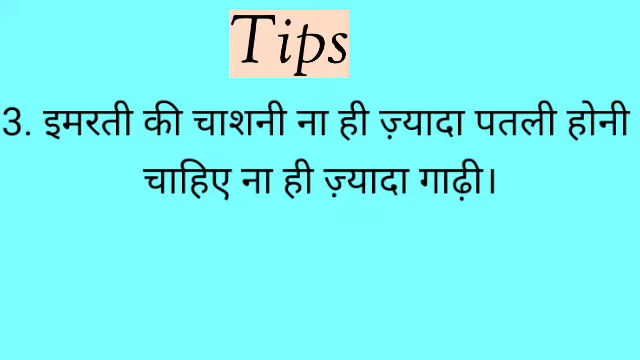 Tips
3. इमरती की चाशनी ना ही ज़्यादा पतली होनी
चाहिए ना ही ज़्यादा गाढ़ी।